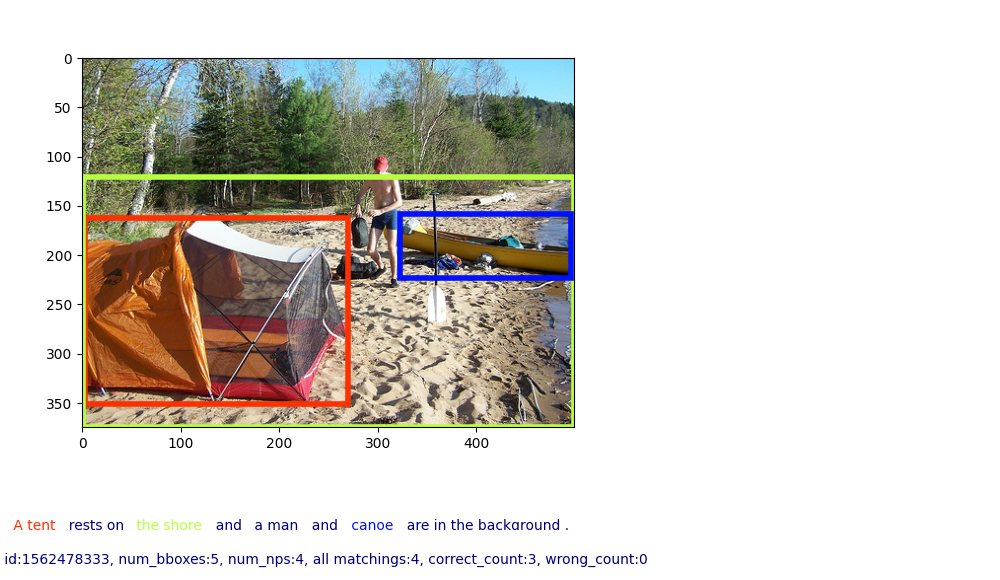 0
50
100
150
200
250
300
350
0 100 200 300 400
A tent rests on the shore and a man and canoe are in the background .
id:1562478333, num_bboxes:5, num_nps:4, all matchings:4, correct_count:3, wrong_count:0